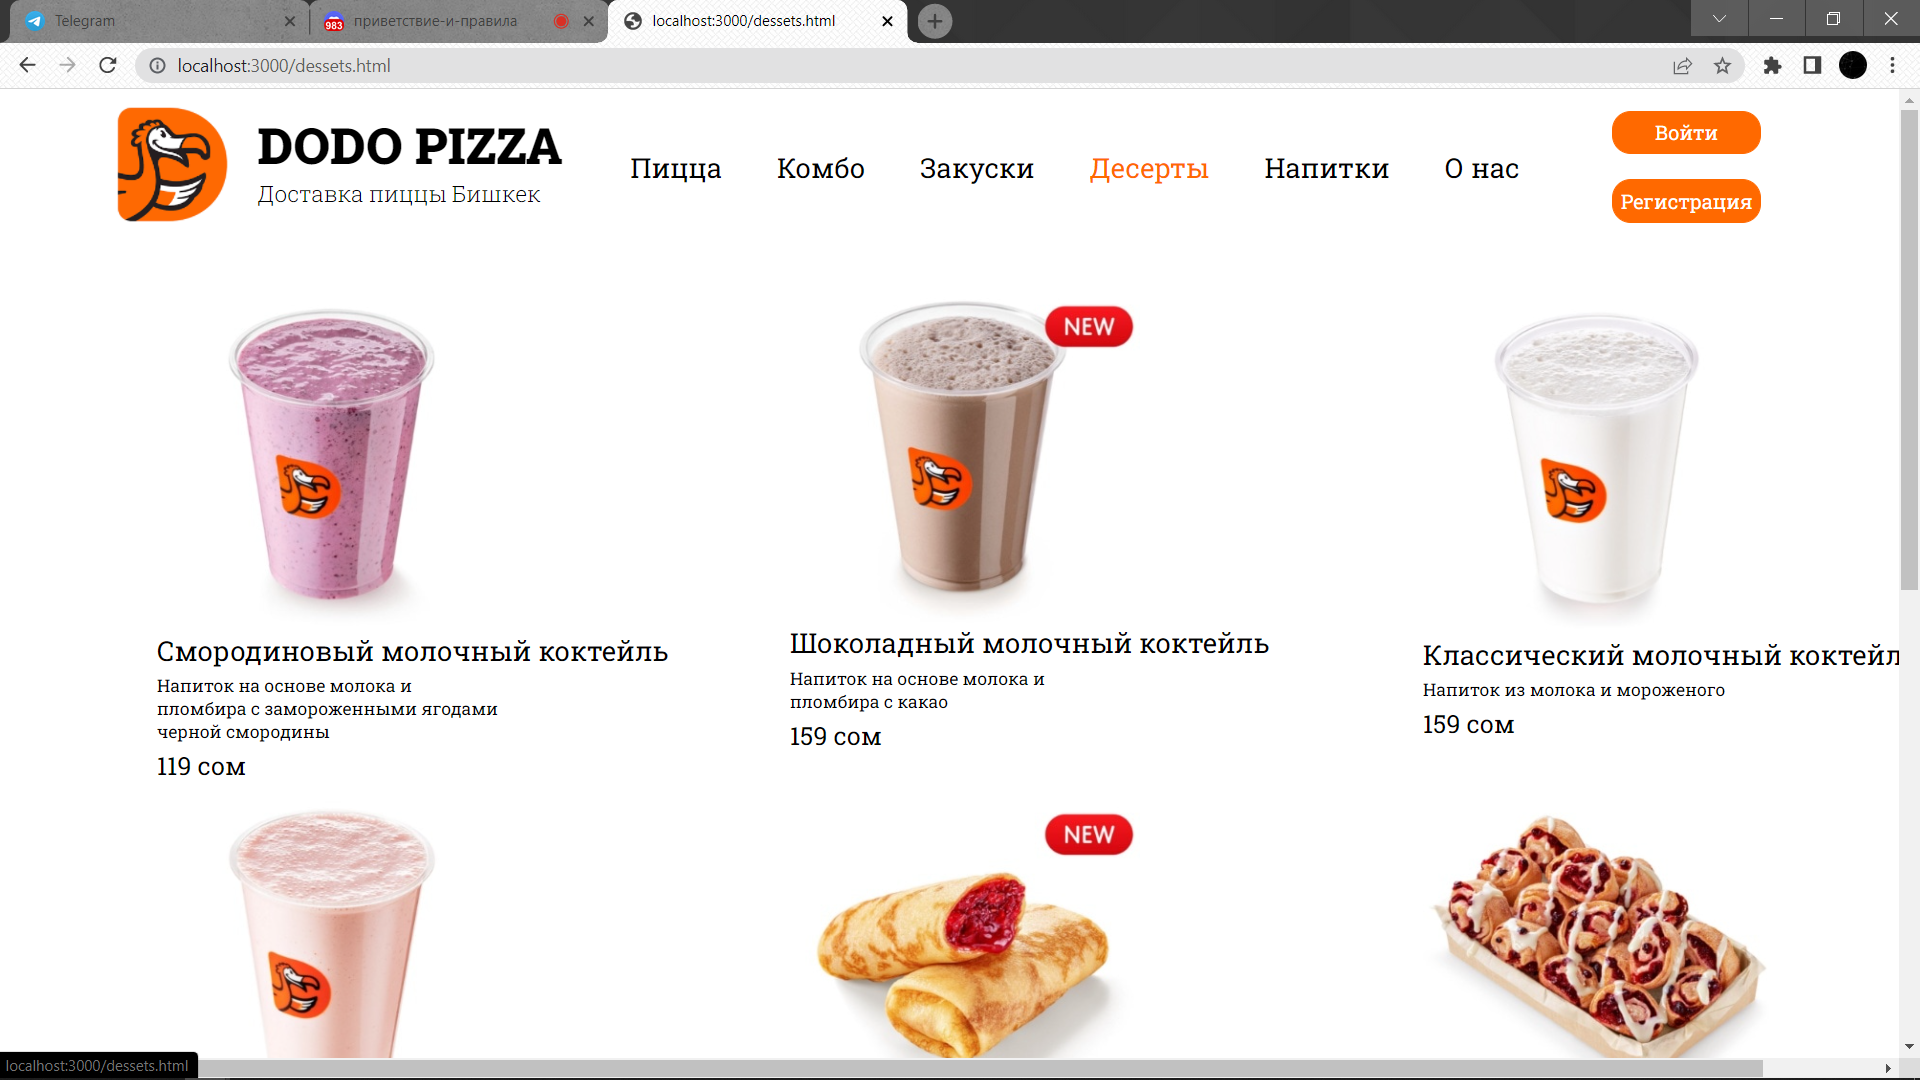 Telegram
983
приветствие-и-правила
localhost:3000/dessets.html
localhost:3000/dessets.html
DODO PIZZA
Доставка пиццы Бишкек
Пицца
Комбо
Закуски
Десерты
Напитки
О нас
Войти
Регистрация
NEW
Смородиновый молочный коктейль
Напиток на основе молока и
пломбира с замороженными ягодами
черной смородины
119 сом
Шоколадный молочный коктейль
Напиток на основе молока и
пломбира с какао
159 сом
Классический молочный коктейл
Напиток из молока и мороженого
159 сом
NEW
localhost:3000/dessets.html